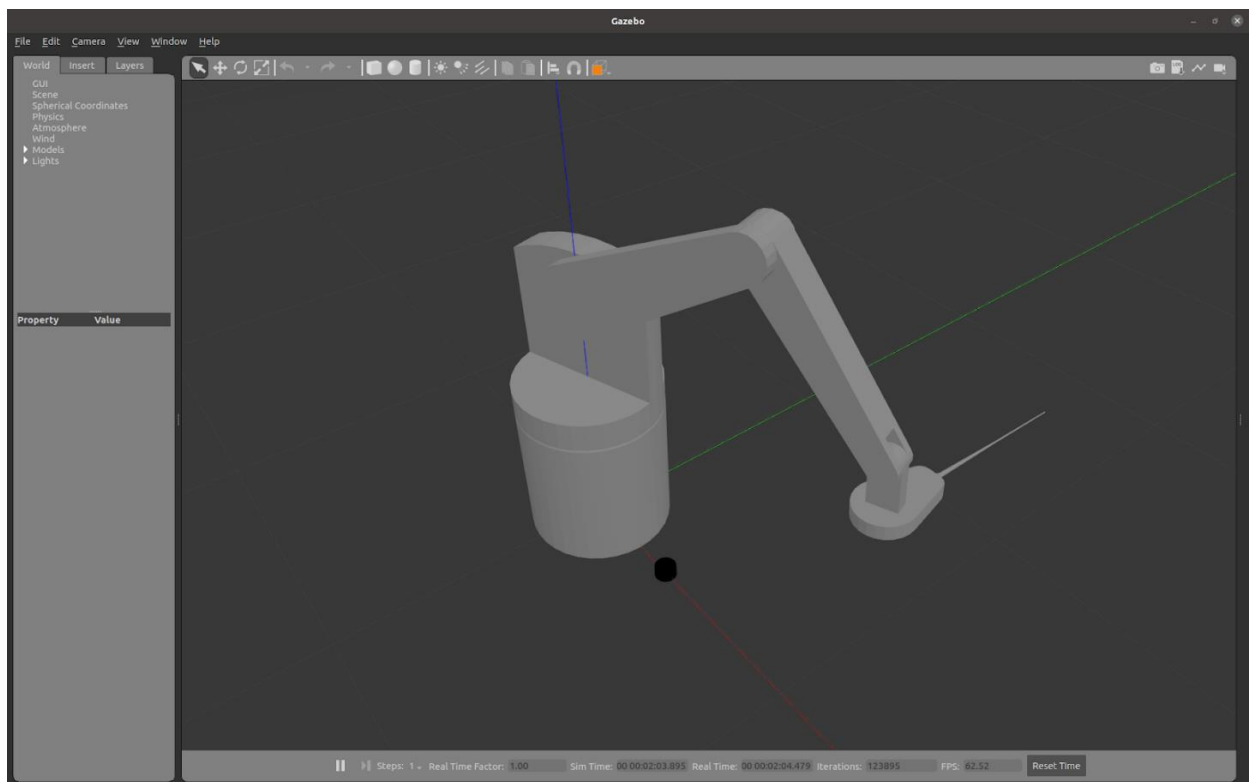 Gazebo
File Edit Camera View Window Help
World Insert Layers
GUI
Scene
Spherical Coordinates
Physics
Atmosphere
Wind
Models
Lights
Property Value
Steps: 1 Real Time Factor: 1.00 Sim Time: 00 00:02:03.895 Real Time: 00 00:02:04.479 Iterations: 123895 FPS: 62.52 Reset Time